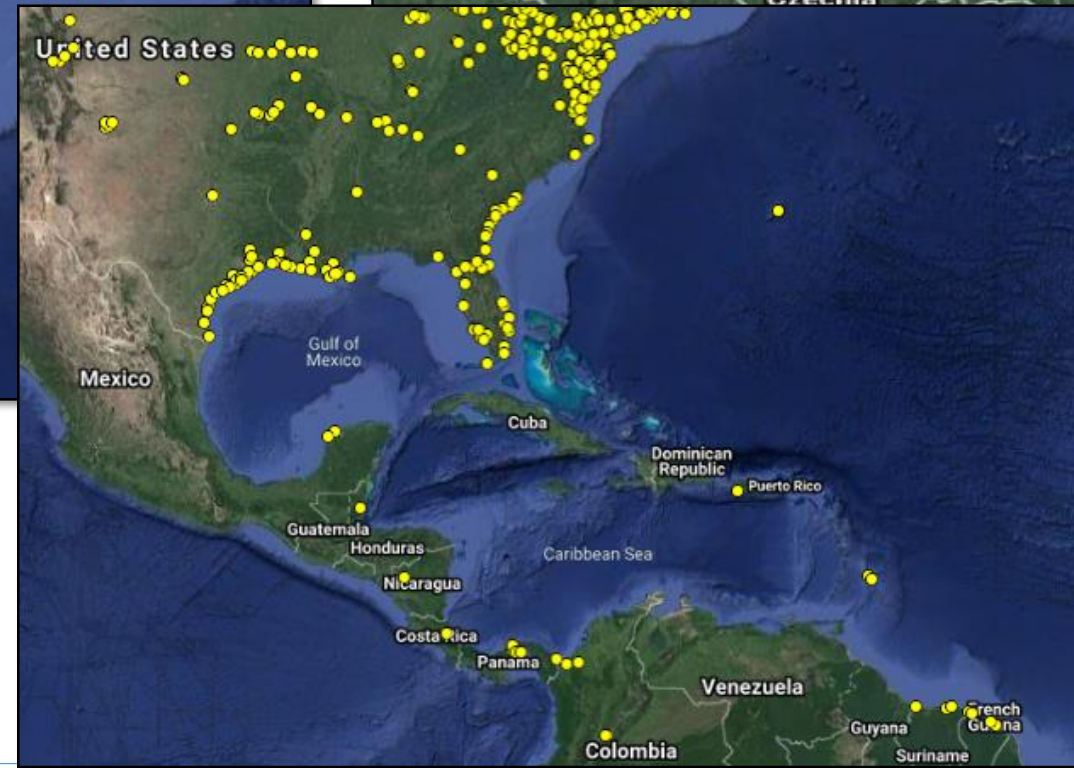 Czechia
United States
Gulf of
Mexico
Mexico
Cuba
Dominican
Republic
Puerto Rico
Guatemala
Honduras
Caribbean Sea
Nicaragua
Costa Rica
Panama
Venezuela
French
Guiana
Guyana
Colombia
Suriname